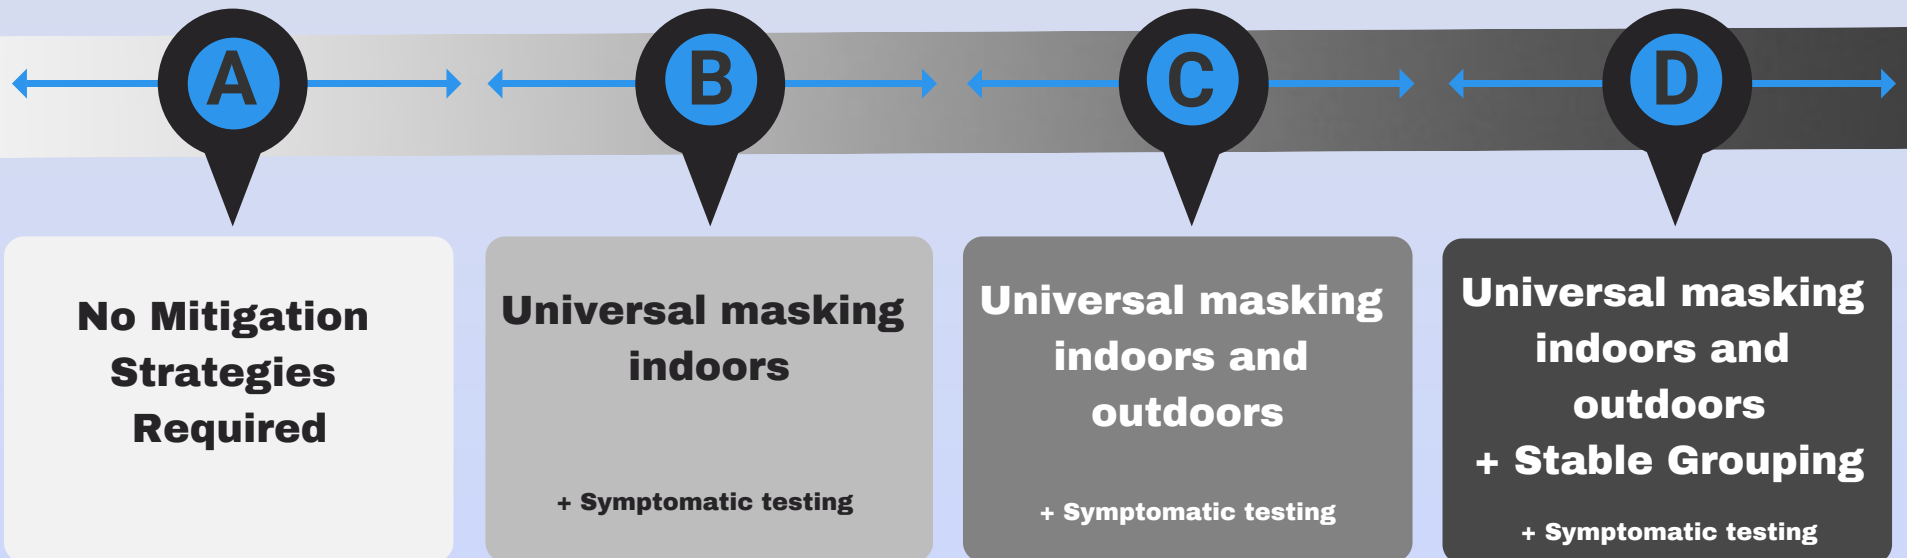 A
B
C
D
No Mitigation
Strategies
Required
Universal masking
indoors
+ Symptomatic testing
Universal masking
indoors and
outdoors
+ Symptomatic testing
Universal masking
indoors and
outdoors
+ Stable Grouping
+ Symptomatic testing